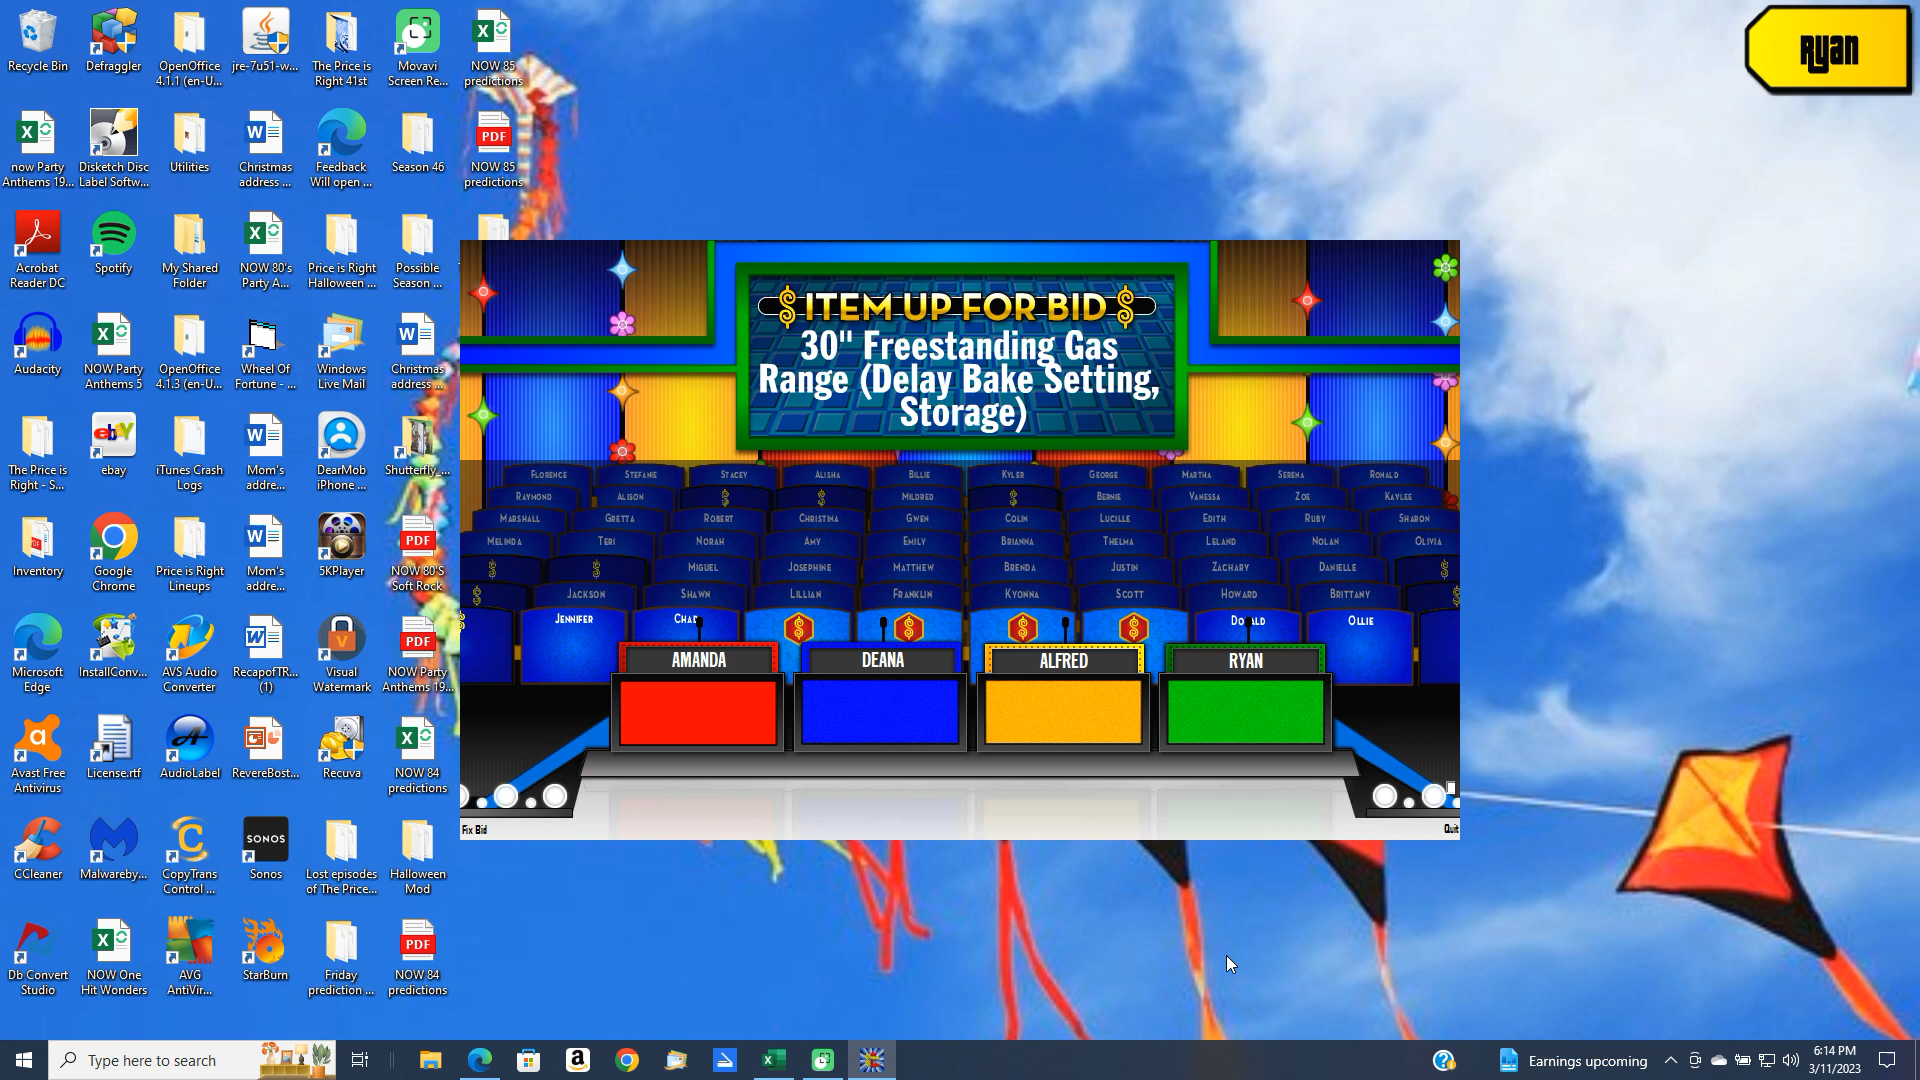 Recycle Bin
Defraggler
OpenOffice
4.1.1 (en-U...
jre-7u51-w...
The Price is
Right 41st
Movavi
Screen Re...
NOW 85
predictions
Ryan
now Party
Anthems 19...
Disketch Disc
Label Softw...
Utilities
Christmas
address ...
Feedback
Will open ...
Season 46
PDF
NOW 85
predictions
Acrobat
Reader DC
Spotify
My Shared
Folder
NOW 80's
Party A...
Price is Right
Halloween ...
Possible
Season ...
Audacity
NOW Party
Anthems 5
OpenOffice
4.1.3 (en-U...
Wheel Of
Fortune - ...
Windows
Live Mail
Christmas
address ...
The Price is
Right - S...
ebay
iTunes Crash
Logs
Mom's
addre...
DearMob
iPhone ...
Shutterfly_...
Inventory
Google
Chrome
Price is Right
Lineups
Mom's
addre...
5KPlayer
PDF
NOW 80'S
Soft Rock
Microsoft
Edge
InstallConv...
AVS Audio
Converter
RecapofTR...
(1)
Visual
Watermark
PDF
NOW Party
Anthems 19...
Avast Free
Antivirus
License.rtf
AudioLabel
RevereBost...
Recuva
NOW 84
predictions
CCleaner
Malwareby...
CopyTrans
Control ...
SONOS
Sonos
Lost episodes
of The Price...
Halloween
Mod
Db Convert
Studio
NOW One
Hit Wonders
AVG
AntiVir...
StarBurn
Friday
prediction ...
PDF
NOW 84
predictions
$ ITEM UP FOR BID $
30" Freestanding Gas
Range (Delay Bake Setting,
Storage)
FLORENCE STEFANIE STACEY ALISHA BILLIE KYLER GEORGE MARTHA SERENA RONALD
RAYMOND ALISON $ $ MILDRED $ BERNIE VANESSA ZOE KAYLEE
MARSHALL GRETTA ROBERT CHRISTINA GWEN COLIN LUCILLE EDITH RUBY SHARON
MELINDA TERI NORAH AMY EMILY BRIANNA THELMA LELAND NOLAN OLIVIA
$ $ MIGUEL JOSEPHINE MATTHEW BRENDA JUSTIN ZACHARY DANIELLE $
$ JACKSON SHAWN LILLIAN FRANKLIN KYONNA SCOTT HOWARD BRITTANY $
$ JENNIFER CHAD $ $ $ $ OLLIE
AMANDA DEANA ALFRED RYAN
Fix Bid
Quit
Type here to search
Earnings upcoming
6:14 PM
3/11/2023